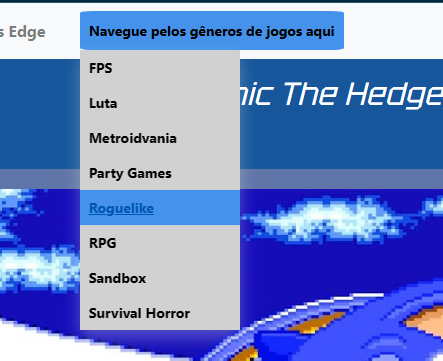 s Edge
Navegue pelos gêneros de jogos aqui
FPS
nic The Hedge
Luta
Metroidvania
Party Games
Roguelike
RPG
Sandbox
Survival Horror